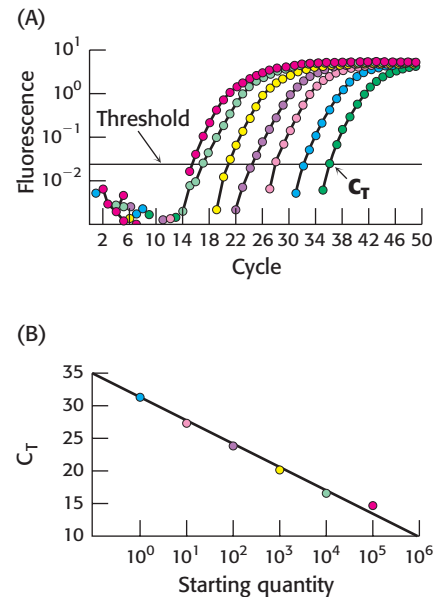 (A)
Fluorescence
10¹
10⁰
10⁻¹
10⁻²
Threshold
C_T
2 6 10 14 18 22 26 30 34 38 42 46 50
Cycle
(B)
C_T
35
30
25
20
15
10
10⁰ 10¹ 10² 10³ 10⁴ 10⁵ 10⁶
Starting quantity